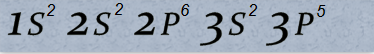 1S² 2S² 2P⁶ 3S² 3P⁵